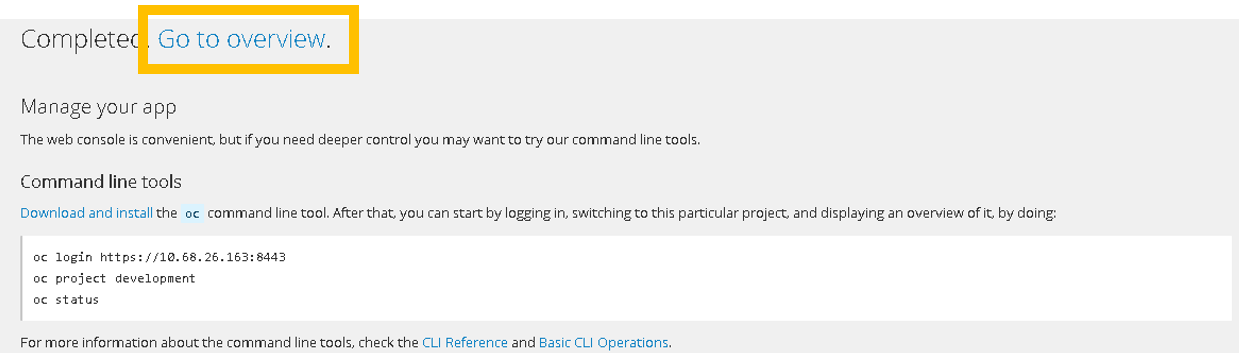 Completed. Go to overview.
Manage your app
The web console is convenient, but if you need deeper control you may want to try our command line tools.
Command line tools
Download and install the oc command line tool. After that, you can start by logging in, switching to this particular project, and displaying an overview of it, by doing:
oc login https://10.68.26.163:8443
oc project development
oc status
For more information about the command line tools, check the CLI Reference and Basic CLI Operations.